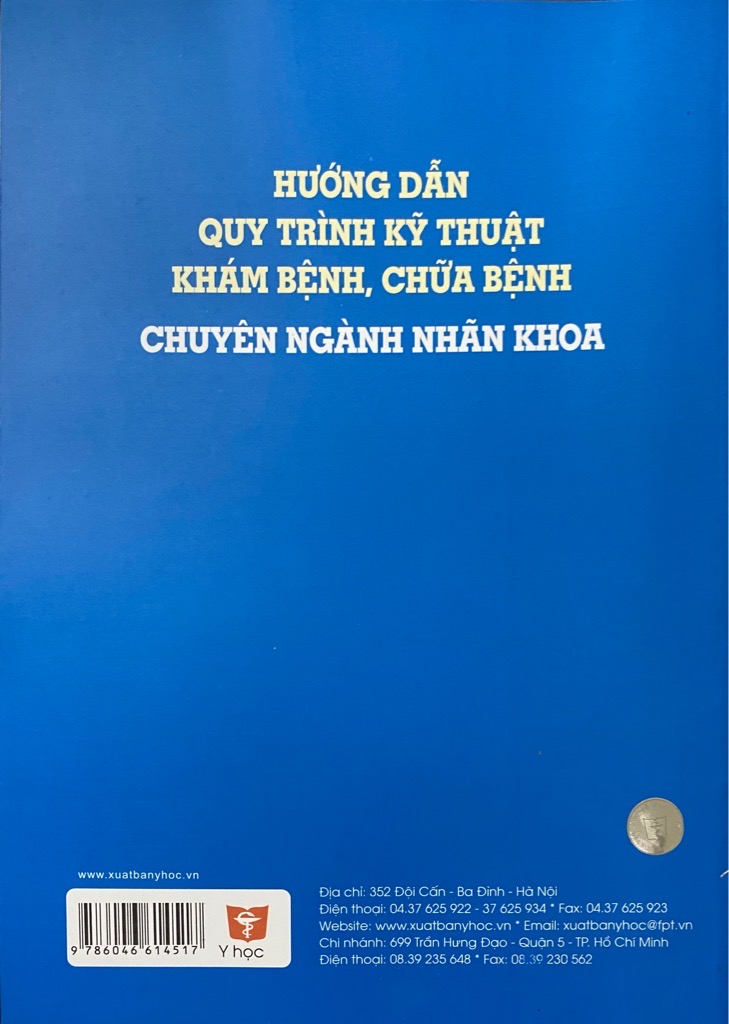 HƯỚNG DẪN
QUY TRÌNH KỸ THUẬT
KHÁM BỆNH, CHỮA BỆNH
CHUYÊN NGÀNH NHÃN KHOA
www.xuatbanyhoc.vn
9 786046 614517
Y học
Địa chỉ: 352 Đội Cấn - Ba Đình - Hà Nội
Điện thoại: 04.37 625 922 - 37 625 934 * Fax: 04.37 625 923
Website: www.xuatbanyhoc.vn * Email: xuatbanyhoc@fpt.vn
Chi nhánh: 699 Trần Hưng Đạo - Quận 5 - TP. Hồ Chí Minh
Điện thoại: 08.39 235 648 * Fax: 08.39 230 562